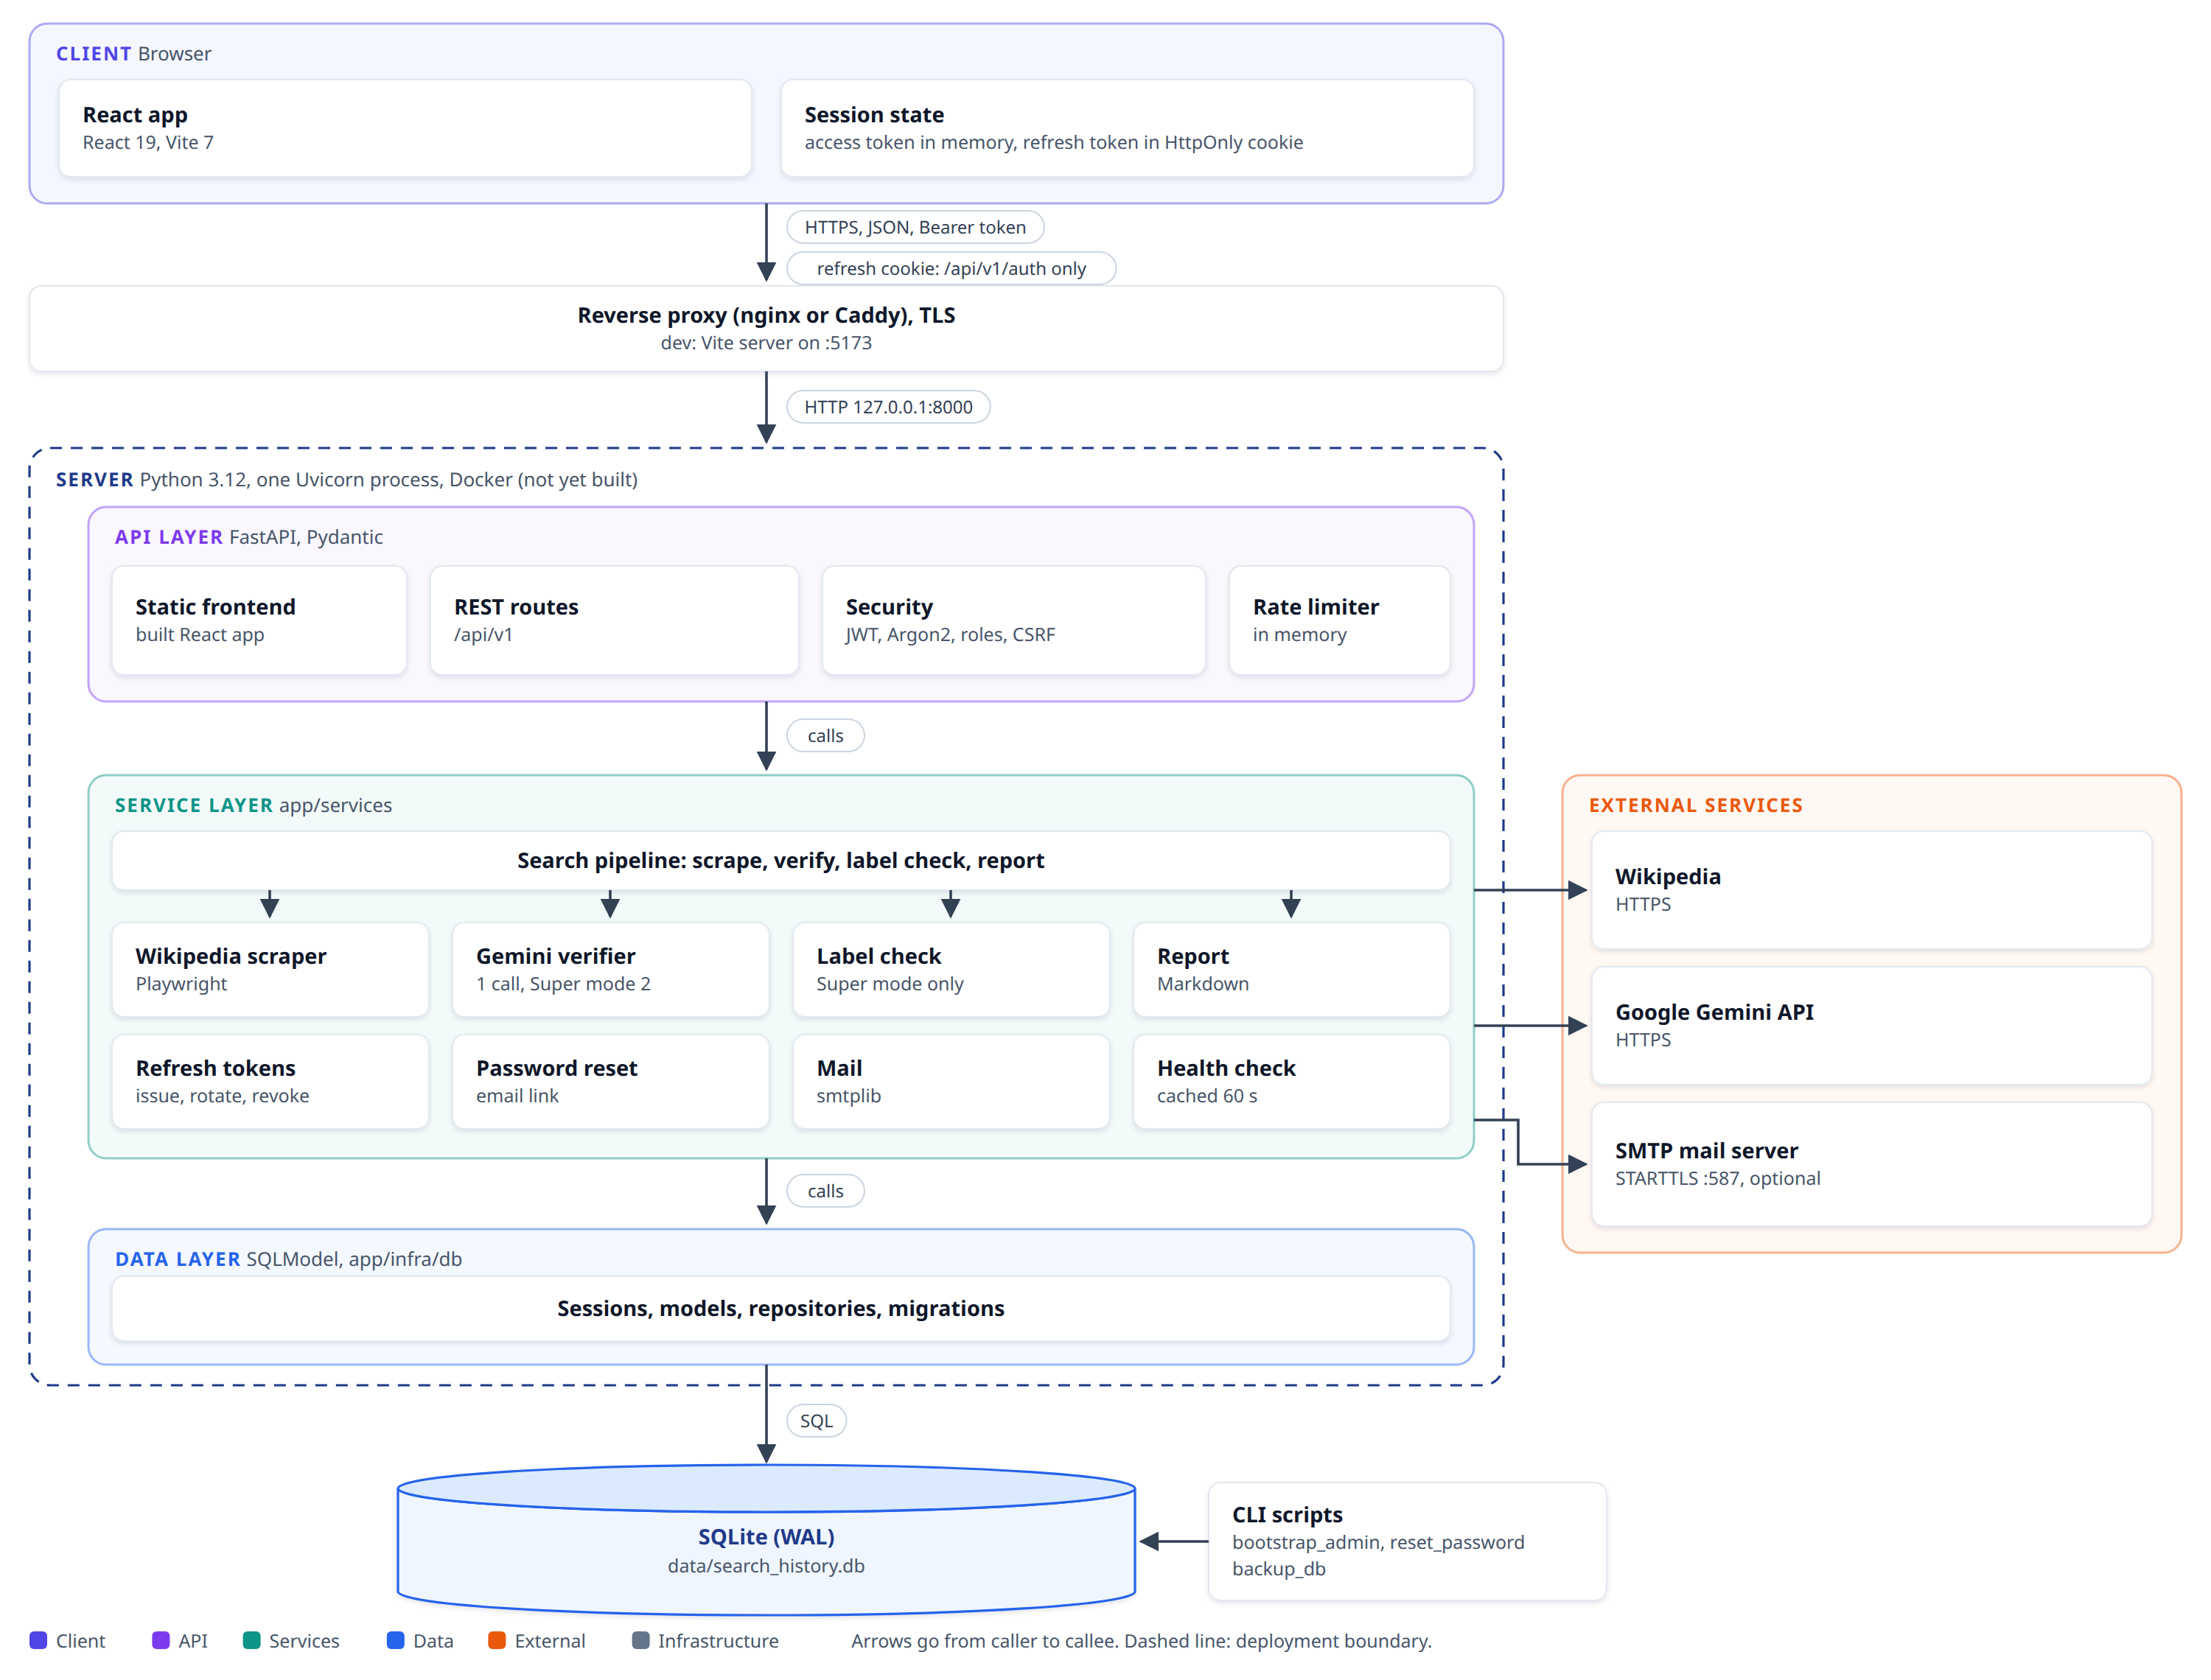 CLIENT Browser
React app
React 19, Vite 7
Session state
access token in memory, refresh token in HttpOnly cookie
HTTPS, JSON, Bearer token
refresh cookie: /api/v1/auth only
Reverse proxy (nginx or Caddy), TLS
dev: Vite server on :5173
HTTP 127.0.0.1:8000
SERVER Python 3.12, one Uvicorn process, Docker (not yet built)
API LAYER FastAPI, Pydantic
Static frontend
built React app
REST routes
/api/v1
Security
JWT, Argon2, roles, CSRF
Rate limiter
in memory
calls
SERVICE LAYER app/services
Search pipeline: scrape, verify, label check, report
Wikipedia scraper
Playwright
Gemini verifier
1 call, Super mode 2
Label check
Super mode only
Report
Markdown
Refresh tokens
issue, rotate, revoke
Password reset
email link
Mail
smtplib
Health check
cached 60 s
EXTERNAL SERVICES
Wikipedia
HTTPS
Google Gemini API
HTTPS
SMTP mail server
STARTTLS :587, optional
calls
DATA LAYER SQLModel, app/infra/db
Sessions, models, repositories, migrations
SQL
SQLite (WAL)
data/search_history.db
CLI scripts
bootstrap_admin, reset_password
backup_db
Client
API
Services
Data
External
Infrastructure
Arrows go from caller to callee. Dashed line: deployment boundary.